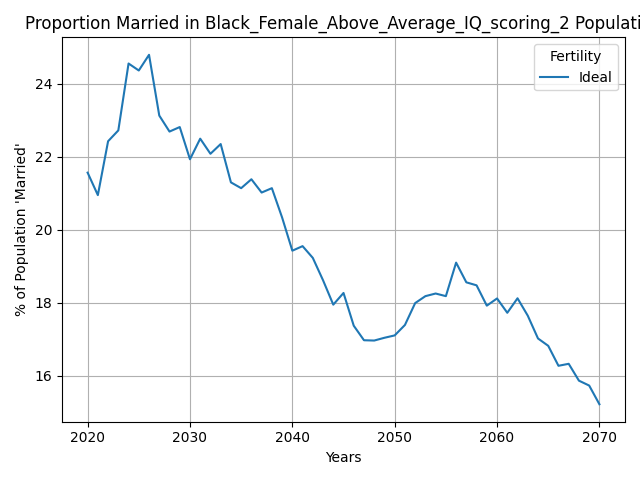 Proportion Married in Black_Female_Above_Average_IQ_scoring_2 Populati
Fertility
Ideal
24
22
20
18
16
% of Population 'Married'
2020 2030 2040 2050 2060 2070
Years